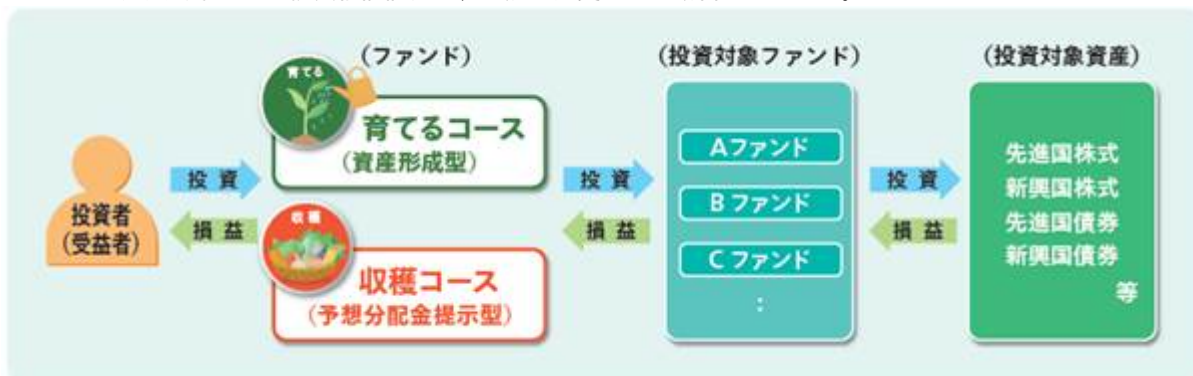 (ファンド)
(投資対象ファンド)
(投資対象資産)
育てる
育てるコース
(資産形成型)
収穫
収穫コース
(予想分配金提示型)
投資者
(受益者)
投資
損益
投資
損益
Aファンド
Bファンド
Cファンド
:
投資
損益
先進国株式
新興国株式
先進国債券
新興国債券
等